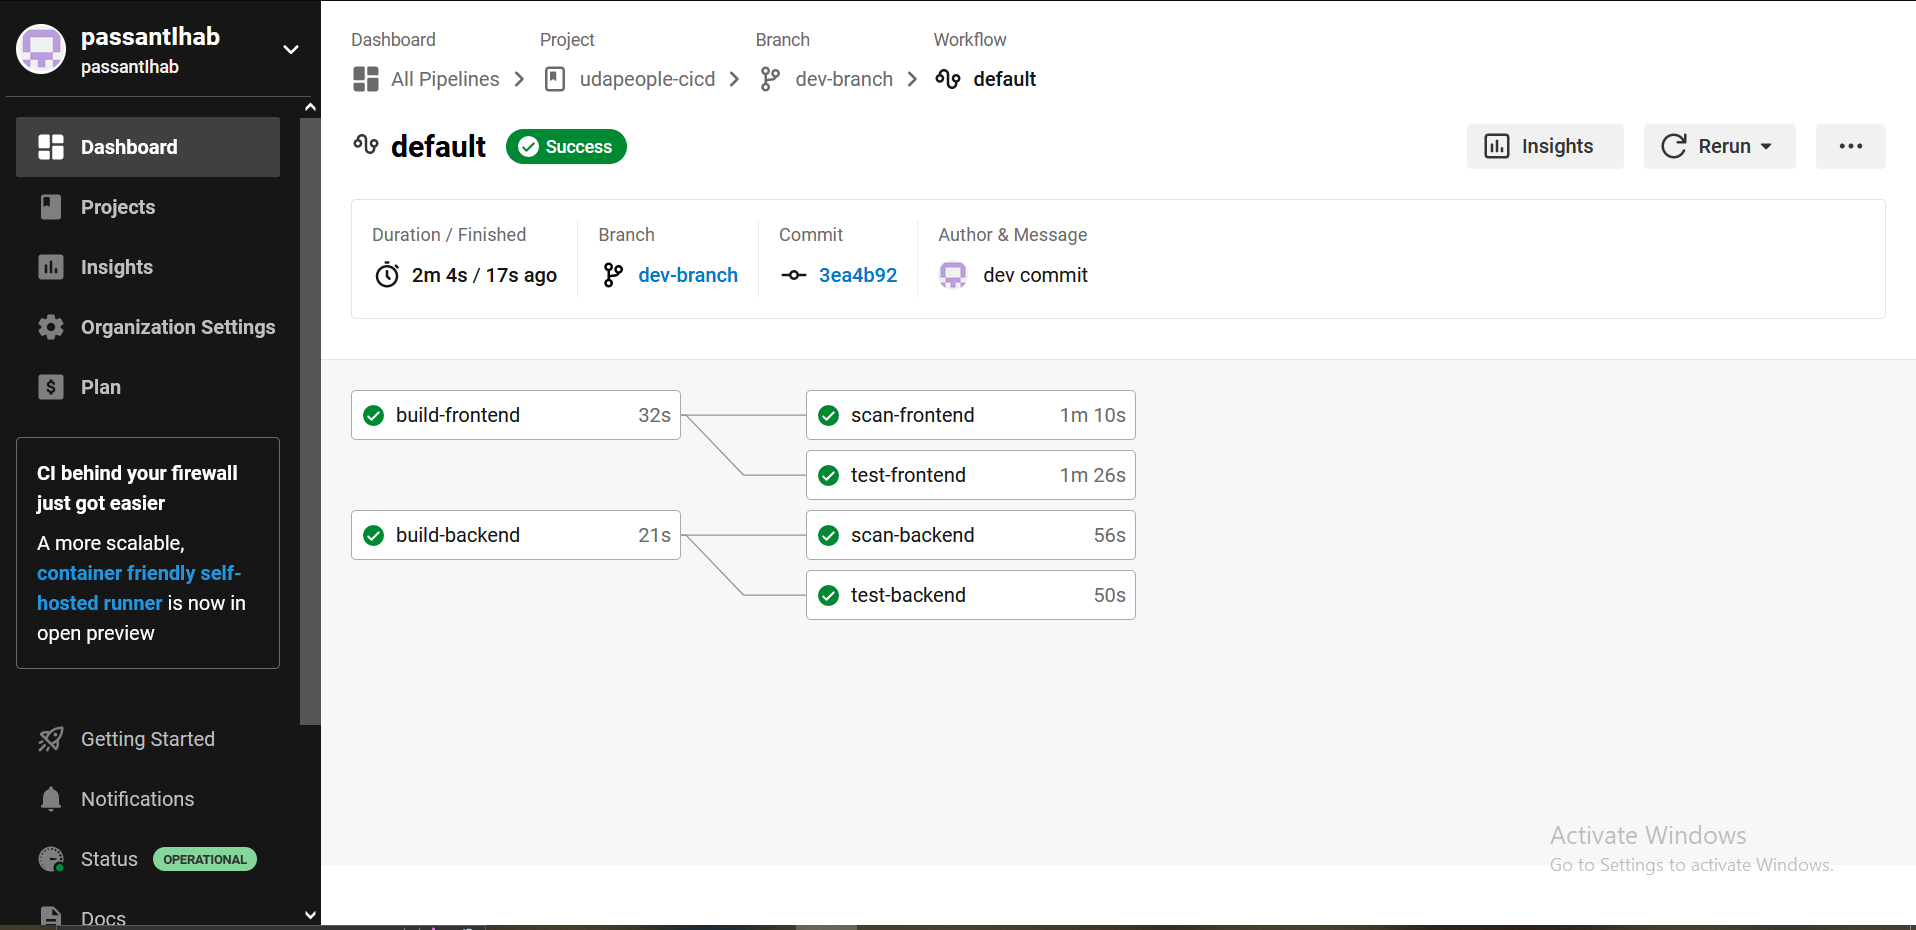 passantIhab
passantIhab
Dashboard
Projects
Insights
Organization Settings
Plan
CI behind your firewall
just got easier
A more scalable,
container friendly self-
hosted runner is now in
open preview
Getting Started
Notifications
Status OPERATIONAL
Docs
Dashboard Project Branch Workflow
All Pipelines udapeople-cicd dev-branch default
default Success
Insights Rerun
Duration / Finished Branch Commit Author & Message
2m 4s / 17s ago dev-branch 3ea4b92 dev commit
build-frontend 32s scan-frontend 1m 10s
test-frontend 1m 26s
build-backend 21s scan-backend 56s
test-backend 50s
Activate Windows
Go to Settings to activate Windows.